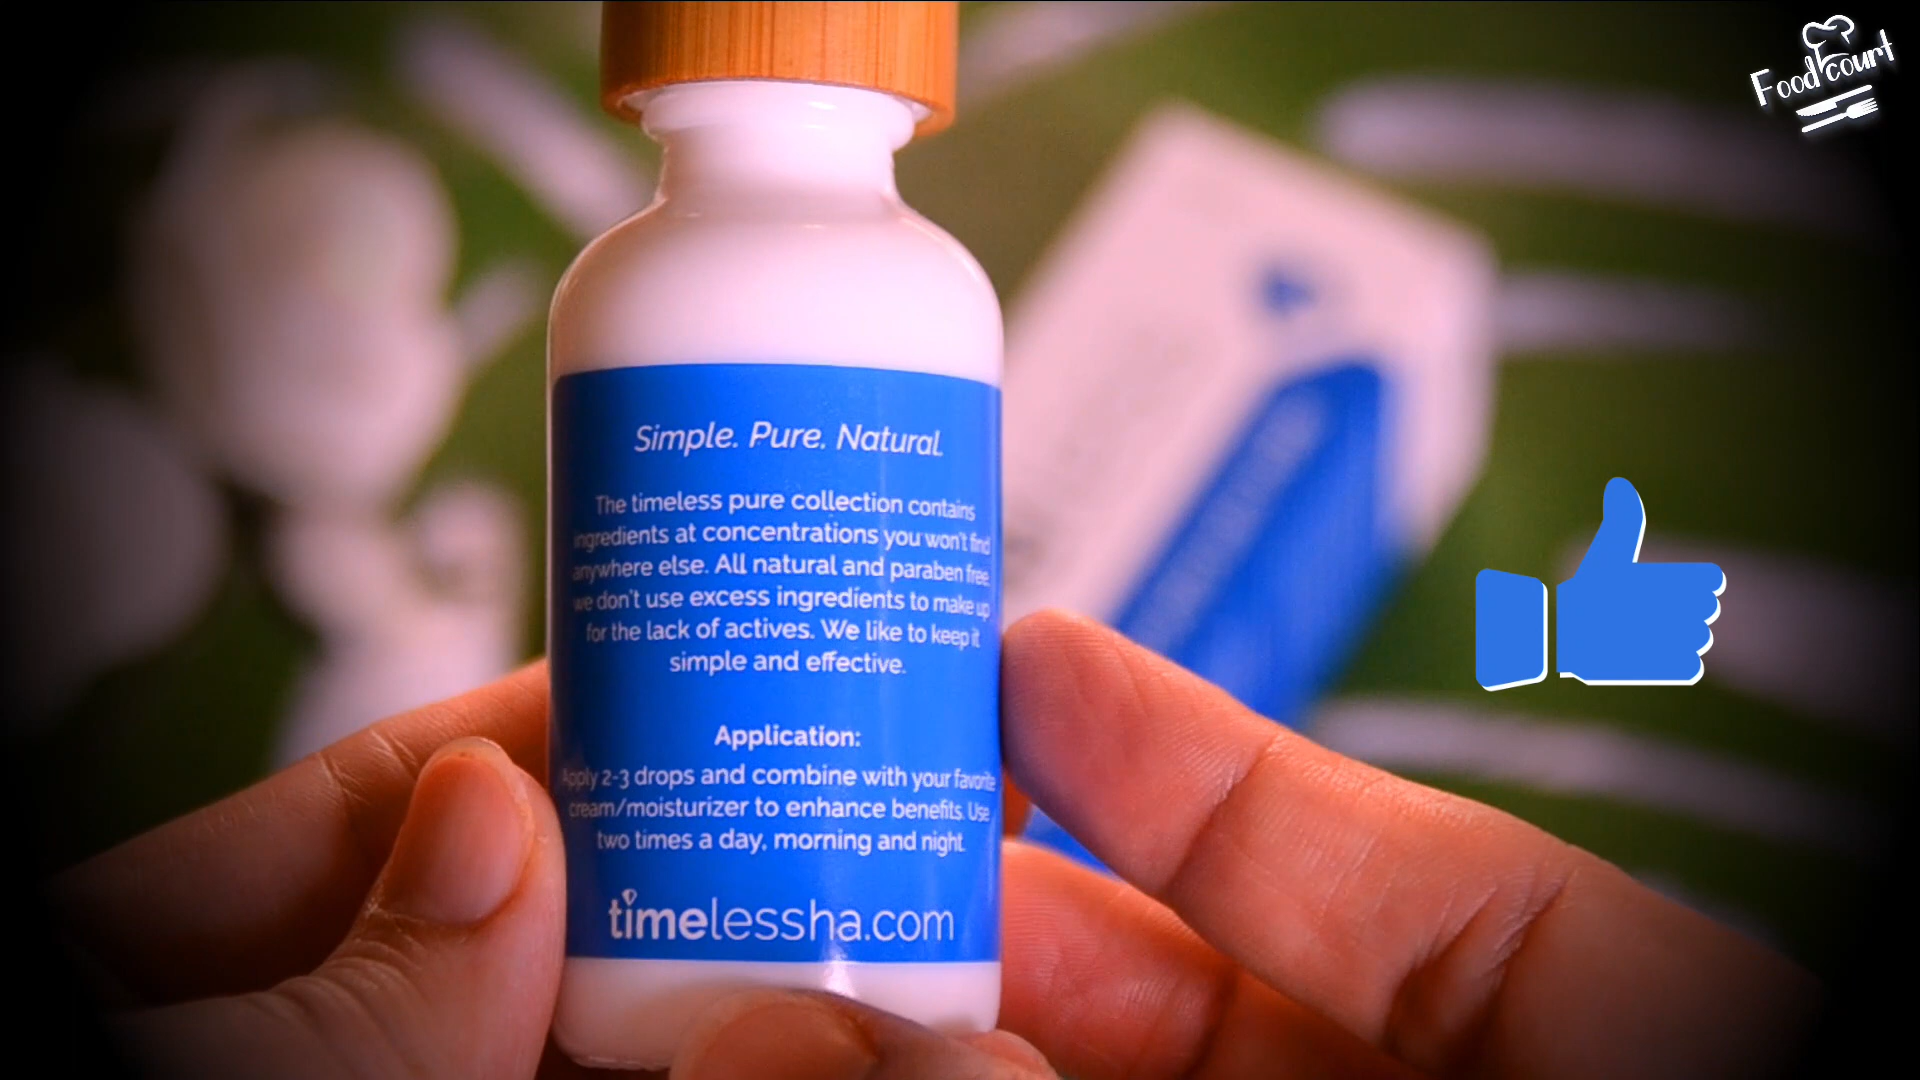 Food court
Simple. Pure. Natural.
The timeless pure collection contains
ingredients at concentrations you won't find
anywhere else. All natural and paraben free.
we don't use excess ingredients to make up
for the lack of actives. We like to keep it
simple and effective.
Application:
Apply 2-3 drops and combine with your favorite
cream/moisturizer to enhance benefits. Use
two times a day, morning and night.
timelessha.com